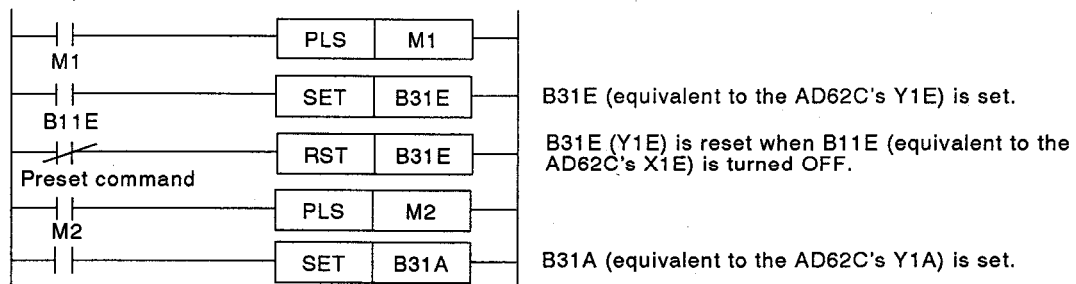 PLS M1
M1
SET B31E B31E (equivalent to the AD62C's Y1E) is set.
B11E
RST B31E B31E (Y1E) is reset when B11E (equivalent to the
AD62C's X1E) is turned OFF.
Preset command
PLS M2
M2
SET B31A B31A (equivalent to the AD62C's Y1A) is set.